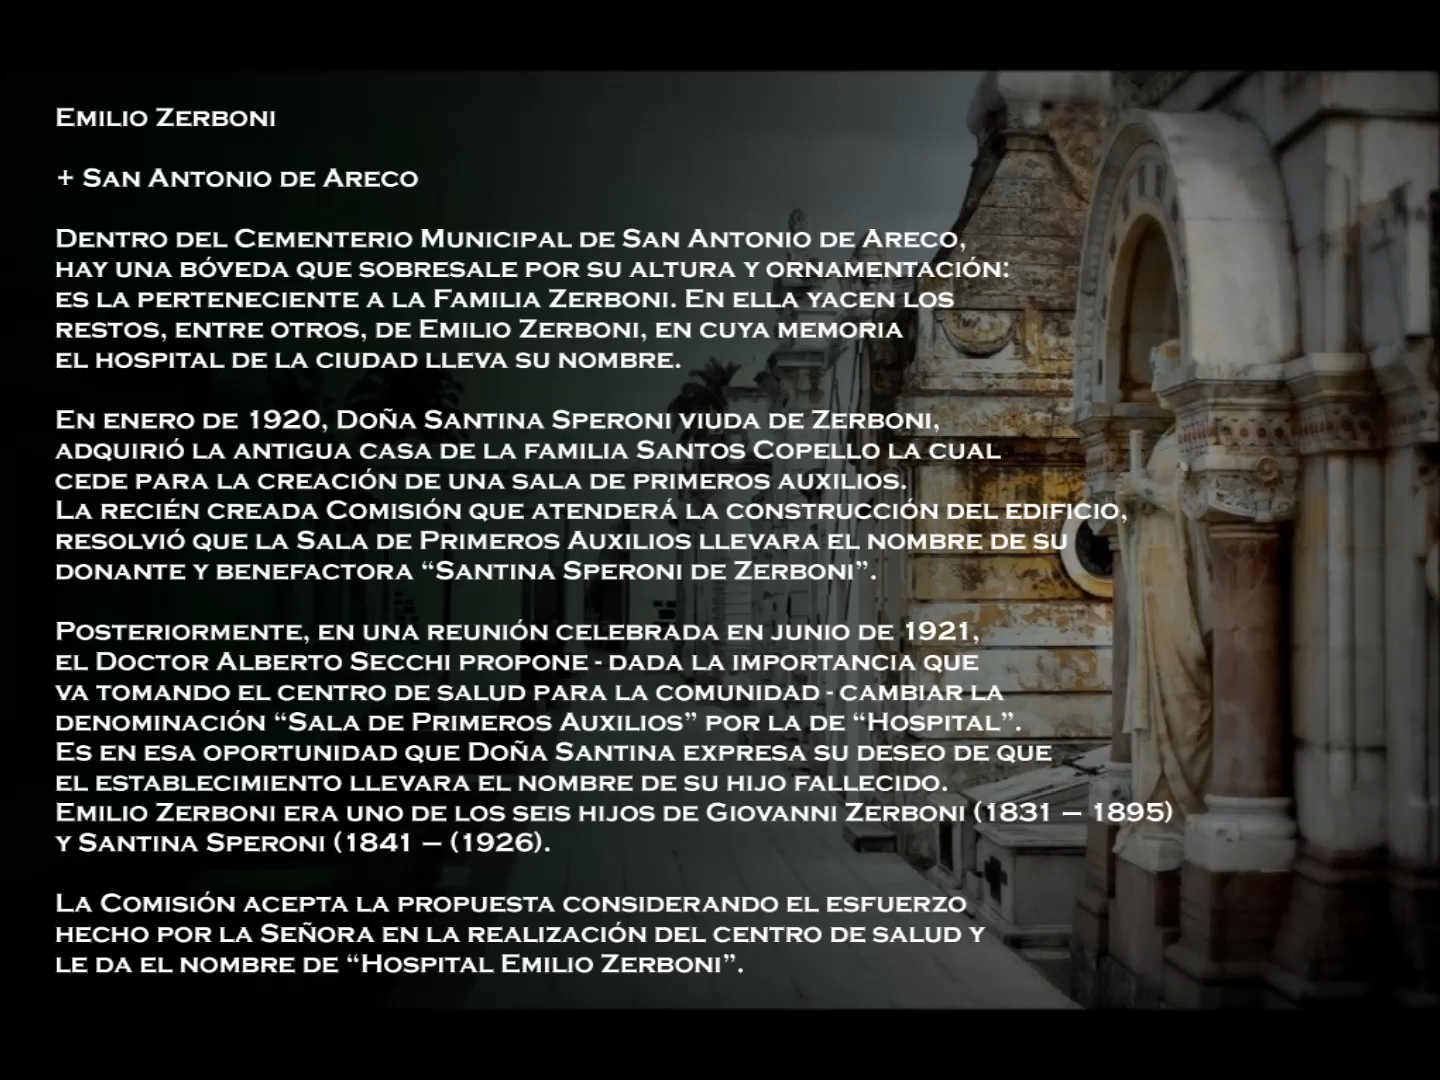 Emilio Zerboni
+ San Antonio de Areco
Dentro del Cementerio Municipal de San Antonio de Areco,
hay una bóveda que sobresale por su altura y ornamentación:
es la perteneciente a la Familia Zerboni. En ella yacen los
restos, entre otros, de Emilio Zerboni, en cuya memoria
el hospital de la ciudad lleva su nombre.
En enero de 1920, Doña Santina Speroni viuda de Zerboni,
adquirió la antigua casa de la familia Santos Copello la cual
cede para la creación de una sala de primeros auxilios.
La recién creada Comisión que atenderá la construcción del edificio,
resolvió que la Sala de Primeros Auxilios llevara el nombre de su
donante y benefactora “Santina Speroni de Zerboni”.
Posteriormente, en una reunión celebrada en junio de 1921,
el Doctor Alberto Secchi propone - dada la importancia que
va tomando el centro de salud para la comunidad - cambiar la
denominación “Sala de Primeros Auxilios” por la de “Hospital”.
Es en esa oportunidad que Doña Santina expresa su deseo de que
el establecimiento llevara el nombre de su hijo fallecido.
Emilio Zerboni era uno de los seis hijos de Giovanni Zerboni (1831 – 1895)
y Santina Speroni (1841 – (1926).
La Comisión acepta la propuesta considerando el esfuerzo
hecho por la Señora en la realización del centro de salud y
le da el nombre de “Hospital Emilio Zerboni”.